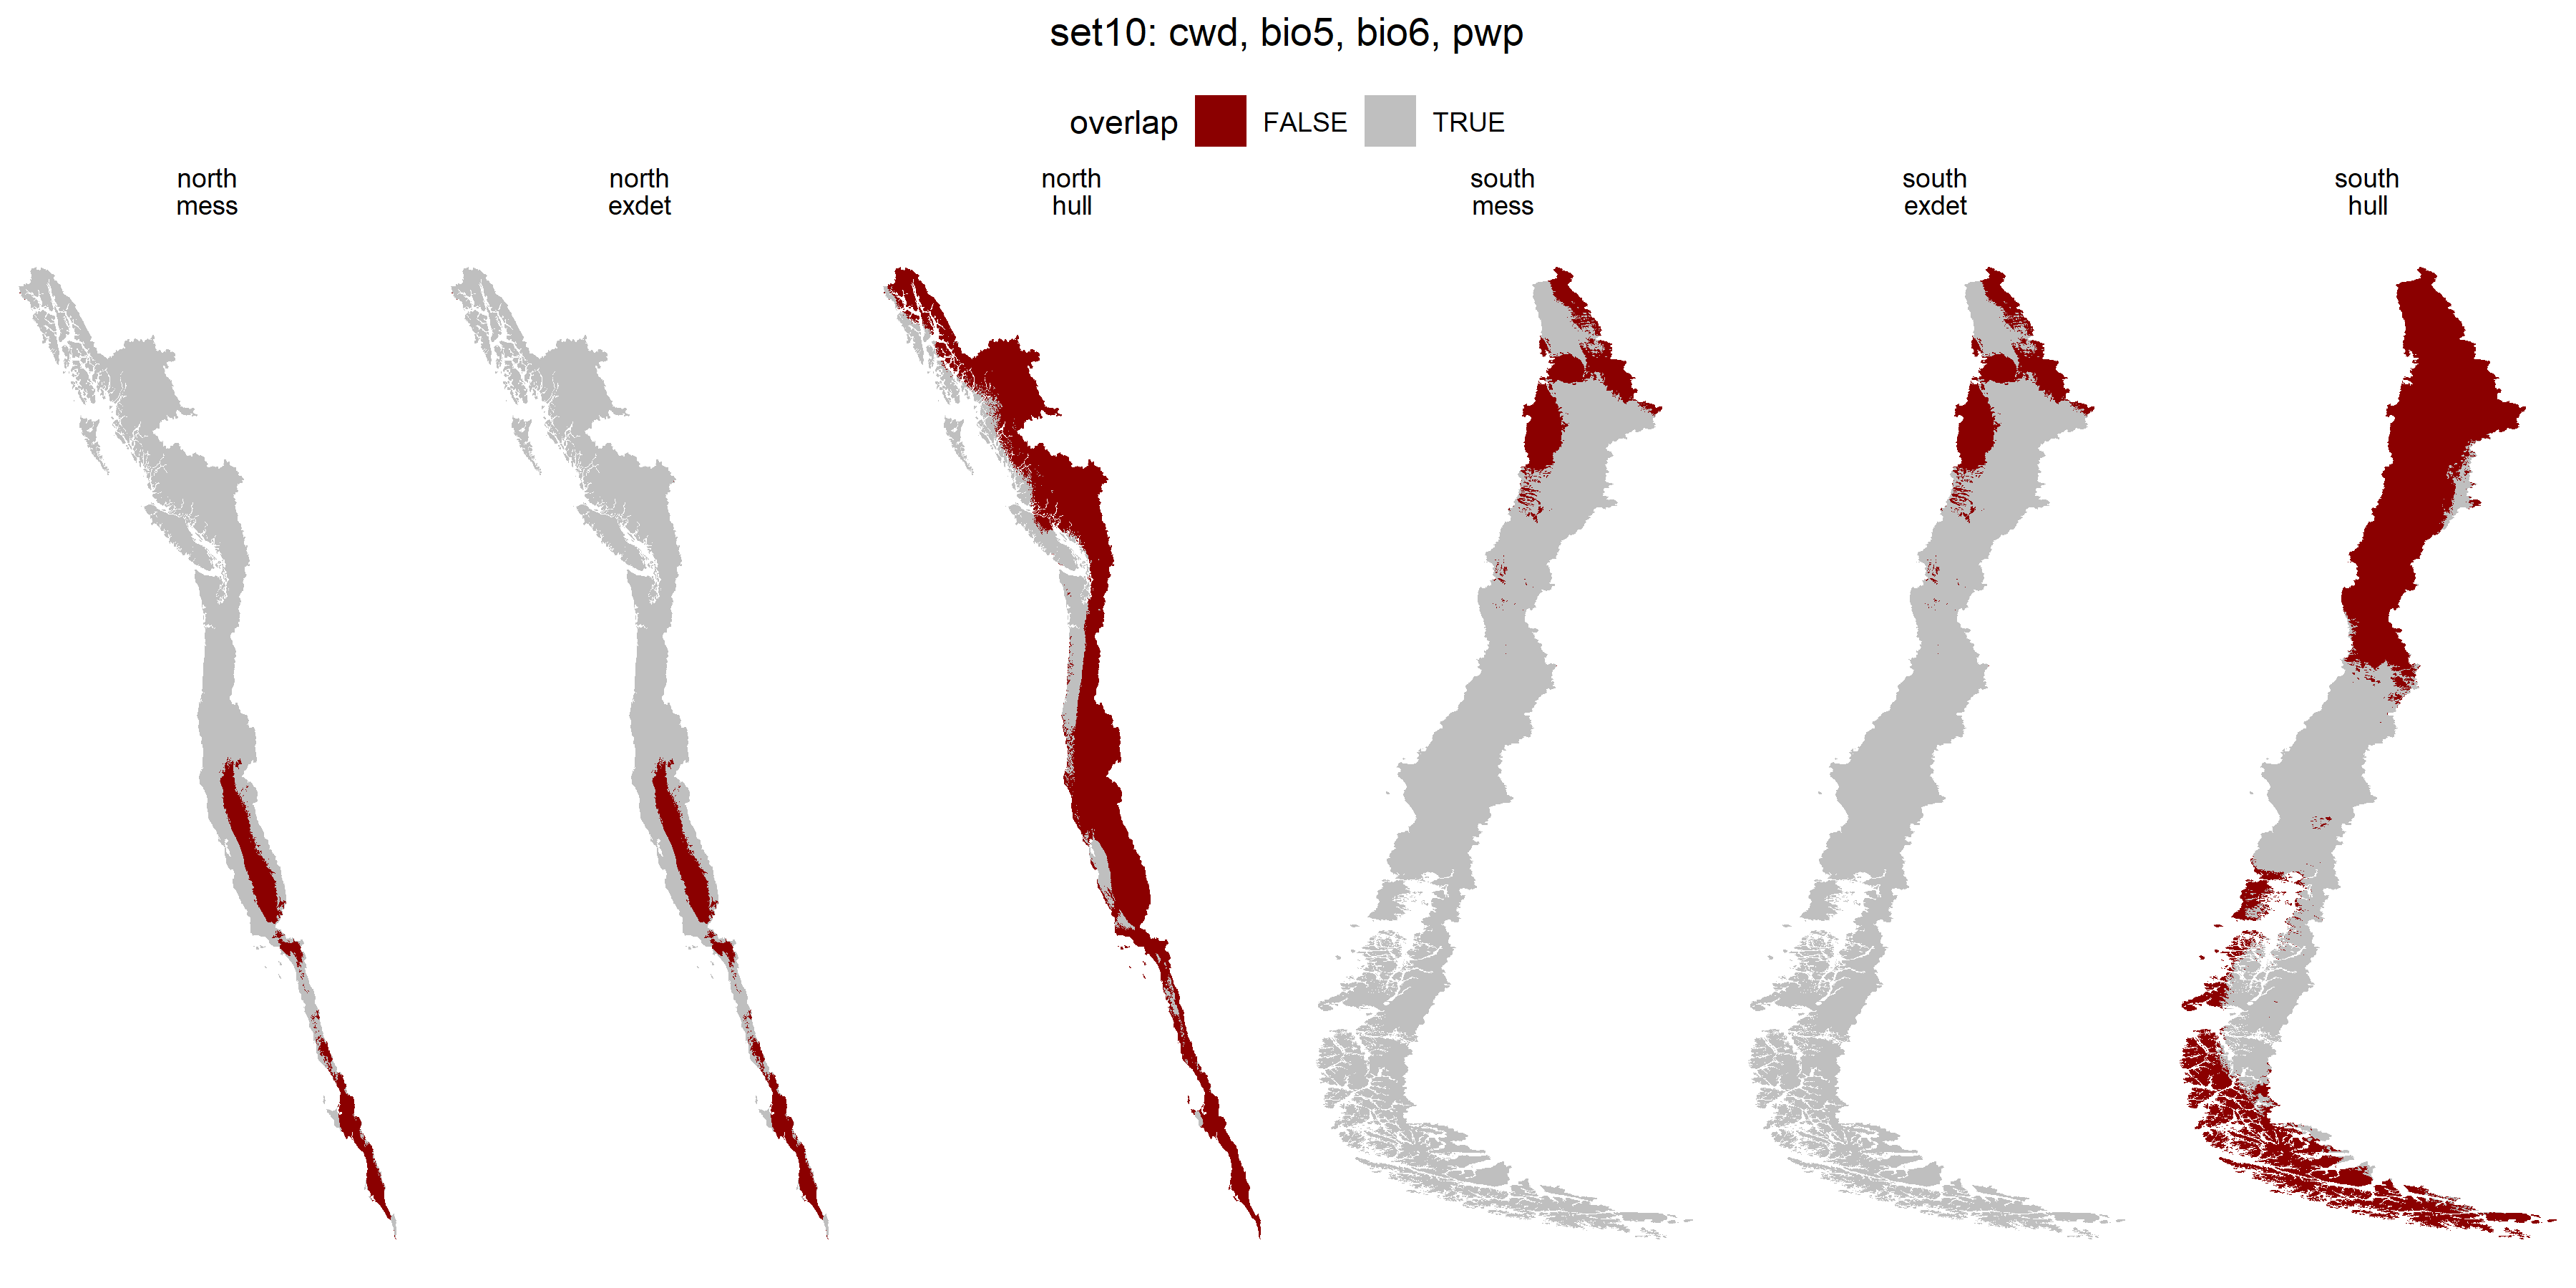 set10: cwd, bio5, bio6, pwp
overlap FALSE TRUE
north
mess
north
exdet
north
hull
south
mess
south
exdet
south
hull